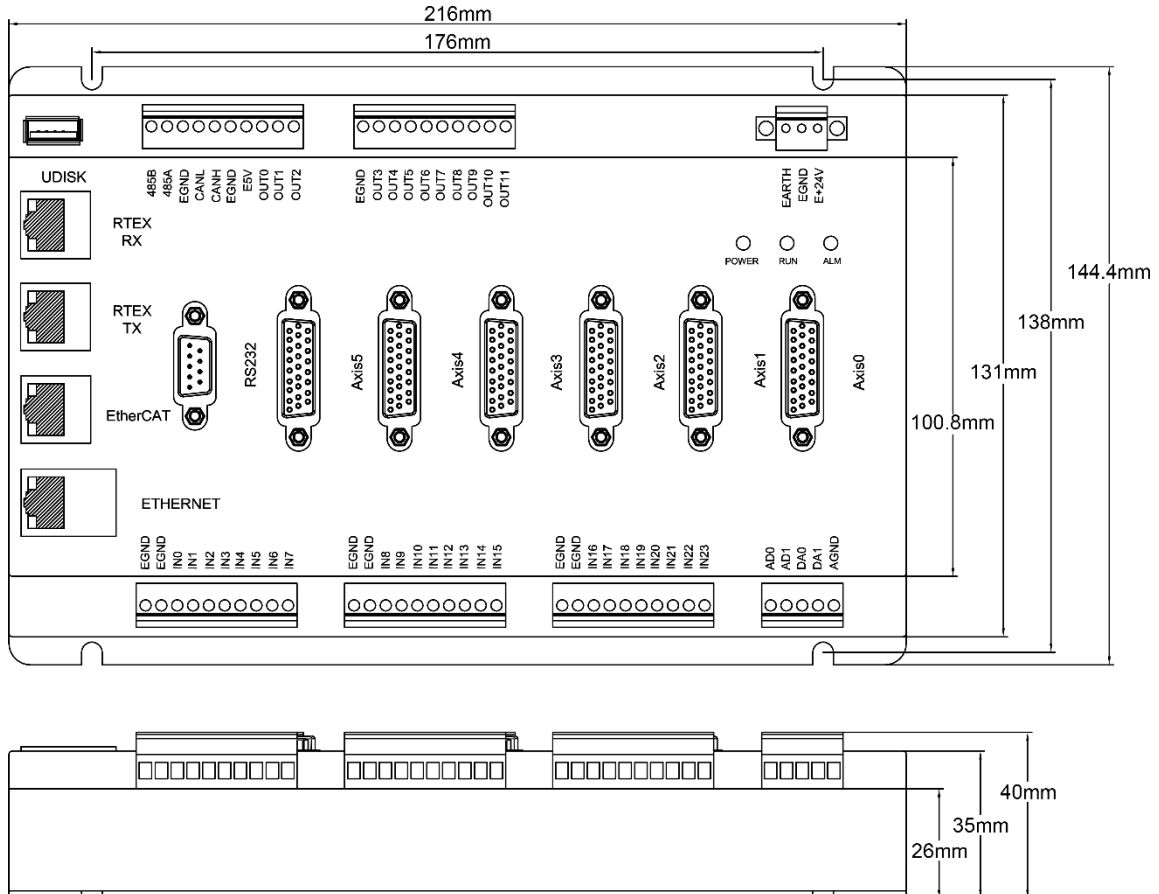 216mm
176mm
UDISK
485B
485A
EGND
CANL
CANH
EGND
E5V
OUT0
OUT1
OUT2
EGND
OUT3
OUT4
OUT5
OUT6
OUT7
OUT8
OUT9
OUT10
OUT11
EARTH
EGND
E+24V
RTEX
RX
POWER
RUN
ALM
144.4mm
RTEX
TX
138mm
RS232
Axis5
Axis4
Axis3
Axis2
Axis1
Axis0
131mm
EtherCAT
100.8mm
ETHERNET
EGND
EGND
IN0
IN1
IN2
IN3
IN4
IN5
IN6
IN7
EGND
EGND
IN8
IN9
IN10
IN11
IN12
IN13
IN14
IN15
EGND
EGND
IN16
IN17
IN18
IN19
IN20
IN21
IN22
IN23
AD0
AD1
DA0
DA1
AGND
40mm
35mm
26mm